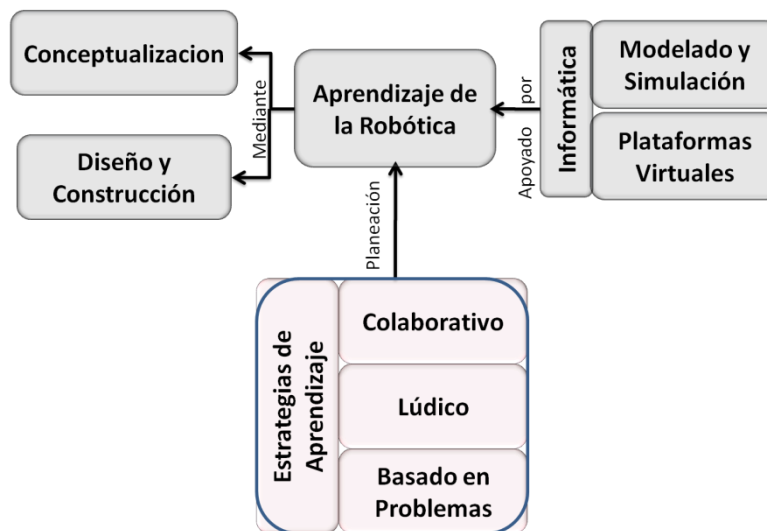 Conceptualizacion
Diseño y
Construcción
Mediante
Aprendizaje de
la Robótica
Apoyado por
Informática
Modelado y
Simulación
Plataformas
Virtuales
Planeación
Estrategias de
Aprendizaje
Colaborativo
Lúdico
Basado en
Problemas